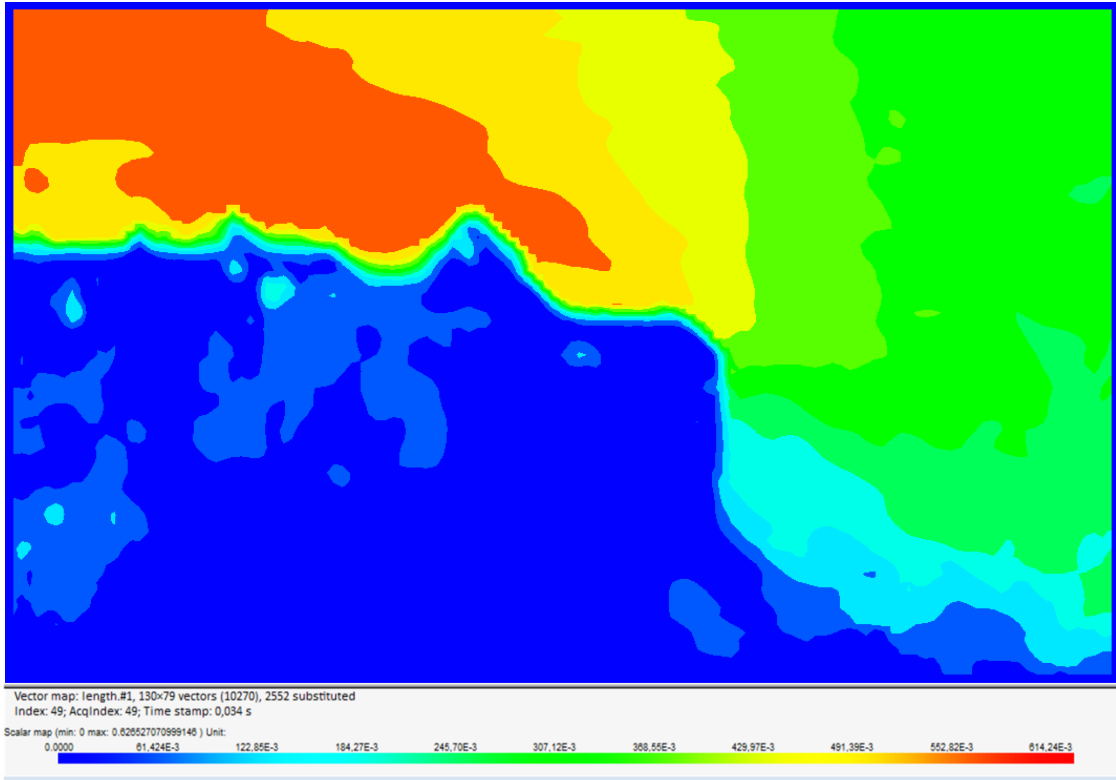 Vector map: length.#1, 130×79 vectors (10270), 2552 substituted
Index: 49; AcqIndex: 49; Time stamp: 0,034 s
Scalar map (min: 0 max: 0.626527070999146 ) Unit:
0.0000 61,424E-3 122,85E-3 184,27E-3 245,70E-3 307,12E-3 368,55E-3 429,97E-3 491,39E-3 552,82E-3 614,24E-3